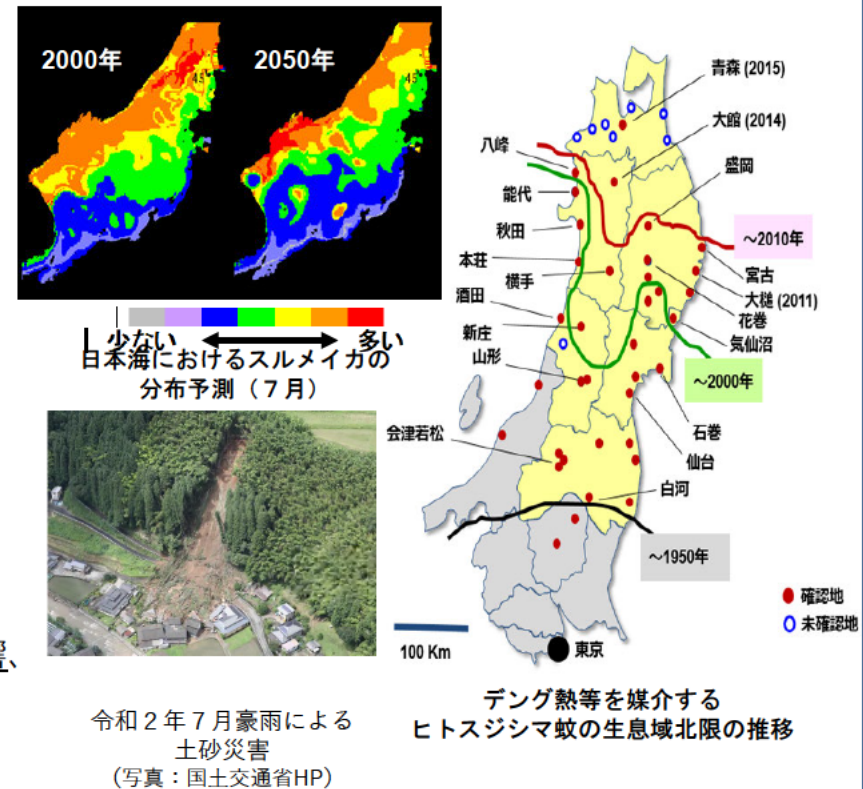 2000年
2050年
45
45
少ない
多い
日本海におけるスルメイカの
分布予測（７月）
響、
令和２年７月豪雨による
土砂災害
（写真：国土交通省HP）
青森 (2015)
大館 (2014)
八峰
盛岡
能代
秋田
～2010年
本荘
横手
宮古
大槌 (2011)
酒田
花巻
新庄
気仙沼
山形
～2000年
石巻
会津若松
仙台
白河
～1950年
確認地
未確認地
100 Km
東京
デング熱等を媒介する
ヒトスジシマ蚊の生息域北限の推移